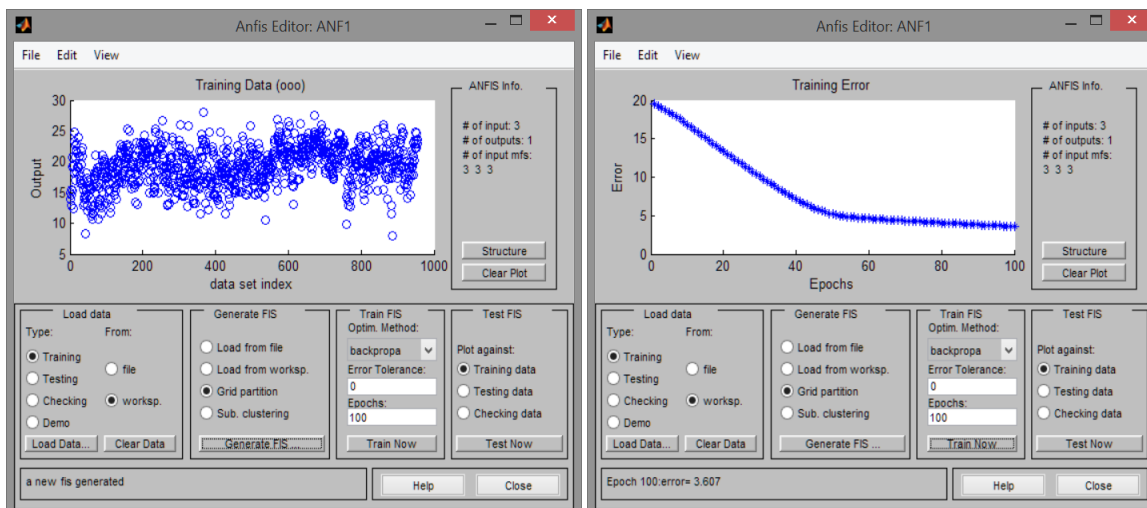 Anfis Editor: ANF1
File Edit View
Training Data (ooo)
30
25
20
15
10
5
Output
0 200 400 600 800 1000
data set index
ANFIS Info.
# of input: 3
# of outputs: 1
# of input mfs:
3 3 3
Structure
Clear Plot
Load data
Type: From:
Training
Testing
Checking
Demo
file
worksp.
Load Data... Clear Data
Generate FIS
Load from file
Load from worksp.
Grid partition
Sub. clustering
Generate FIS ...
Train FIS
Optim. Method:
backpropa
Error Tolerance:
0
Epochs:
100
Train Now
Test FIS
Plot against:
Training data
Testing data
Checking data
Test Now
a new fis generated
Help Close
Anfis Editor: ANF1
File Edit View
Training Error
20
15
10
5
0
Error
0 20 40 60 80 100
Epochs
ANFIS Info.
# of inputs: 3
# of outputs: 1
# of input mfs:
3 3 3
Structure
Clear Plot
Load data
Type: From:
Training
Testing
Checking
Demo
file
worksp.
Load Data... Clear Data
Generate FIS
Load from file
Load from worksp.
Grid partition
Sub. clustering
Generate FIS ...
Train FIS
Optim. Method:
backpropa
Error Tolerance:
0
Epochs:
100
Train Now
Test FIS
Plot against:
Training data
Testing data
Checking data
Test Now
Epoch 100:error= 3.607
Help Close